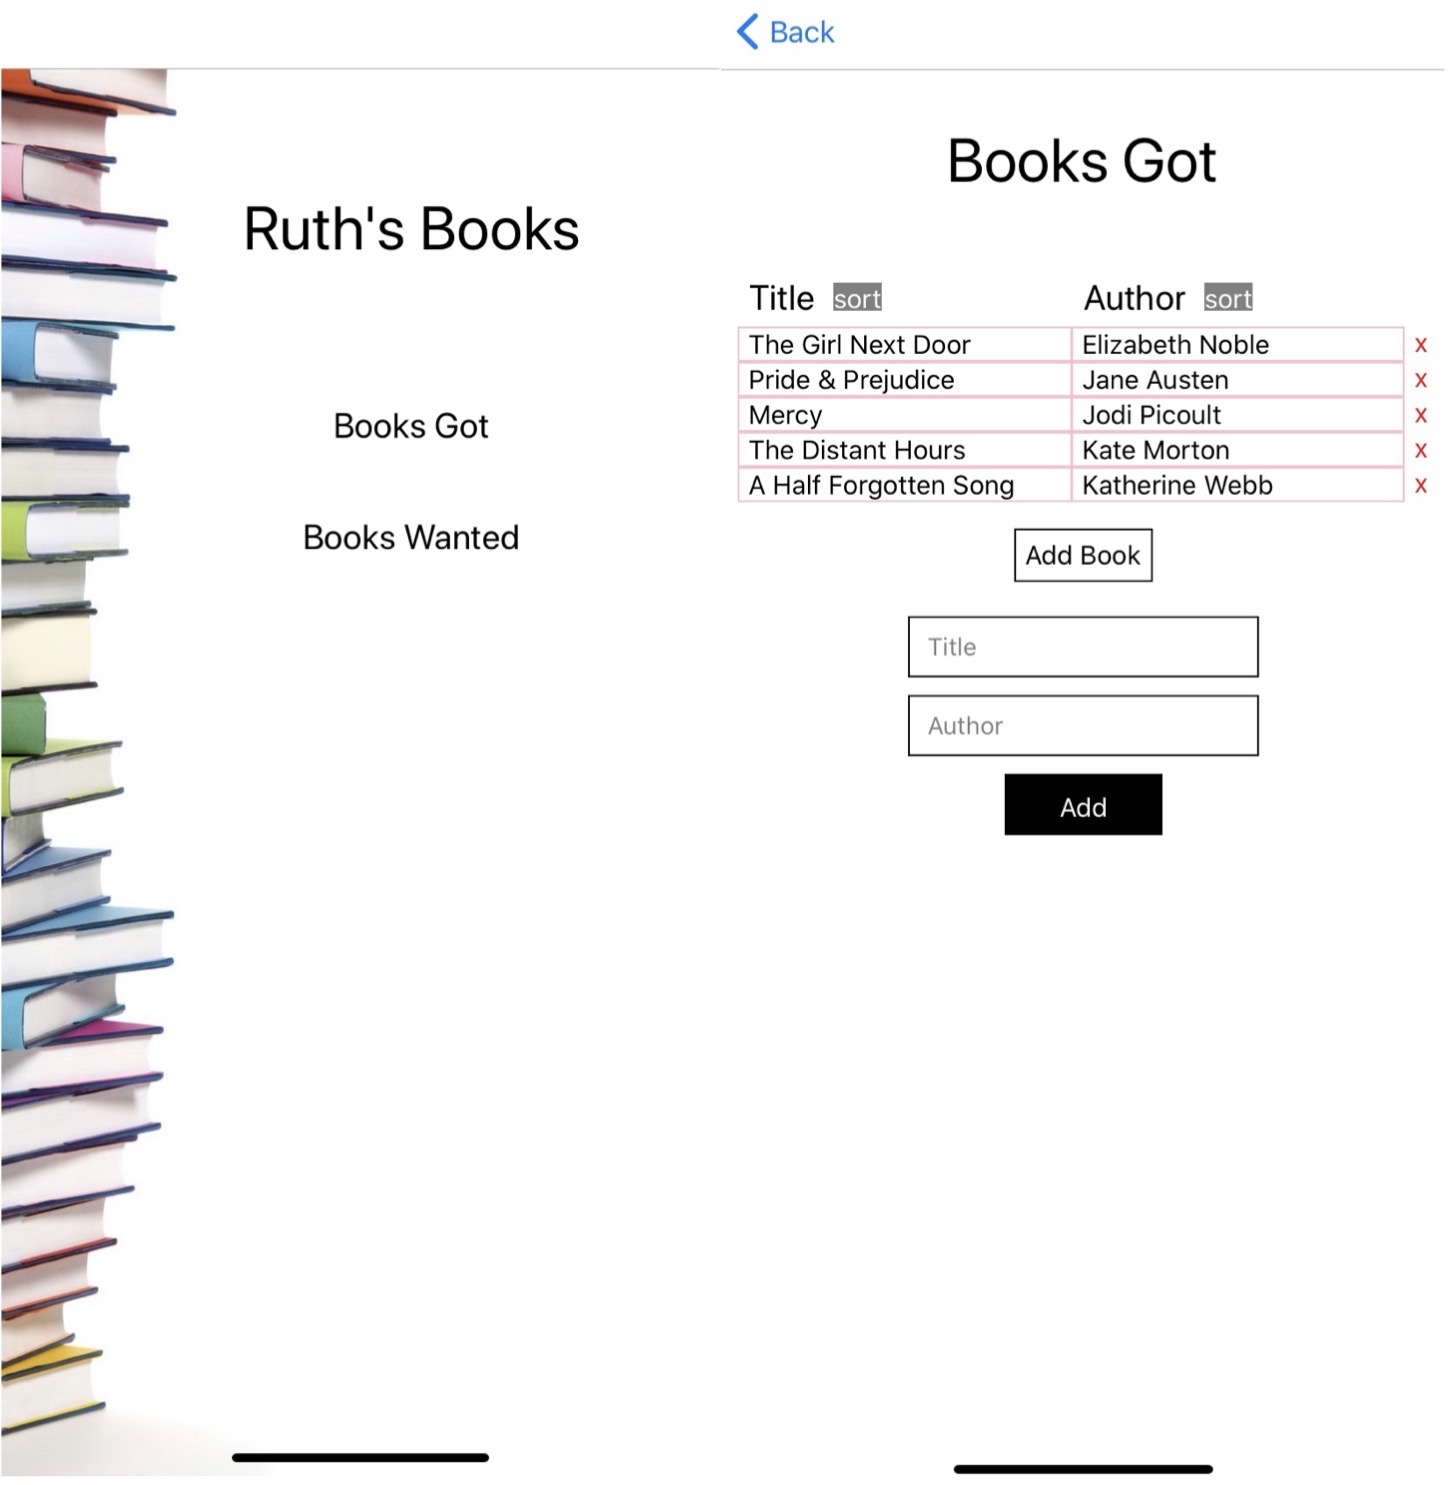 Ruth's Books
Books Got
Books Wanted
Back
Books Got
Title sort Author sort
The Girl Next Door Elizabeth Noble x
Pride & Prejudice Jane Austen x
Mercy Jodi Picoult x
The Distant Hours Kate Morton x
A Half Forgotten Song Katherine Webb x
Add Book
Title
Author
Add